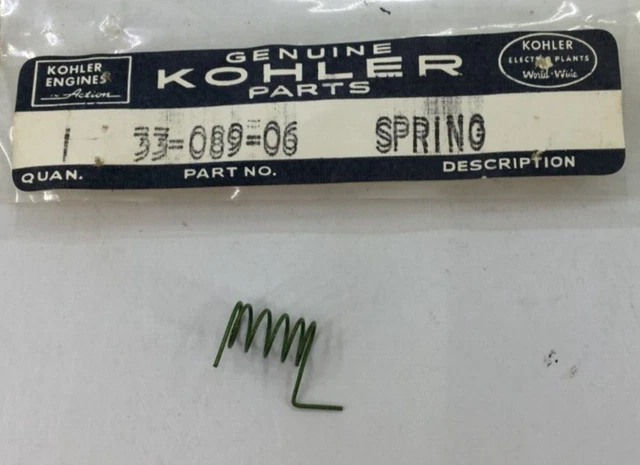 KOHLER
ENGINES
in Action
GENUINE
KOHLER
PARTS
KOHLER
ELECTRIC PLANTS
World-Wide
1 33-089-06 SPRING
QUAN. PART NO. DESCRIPTION